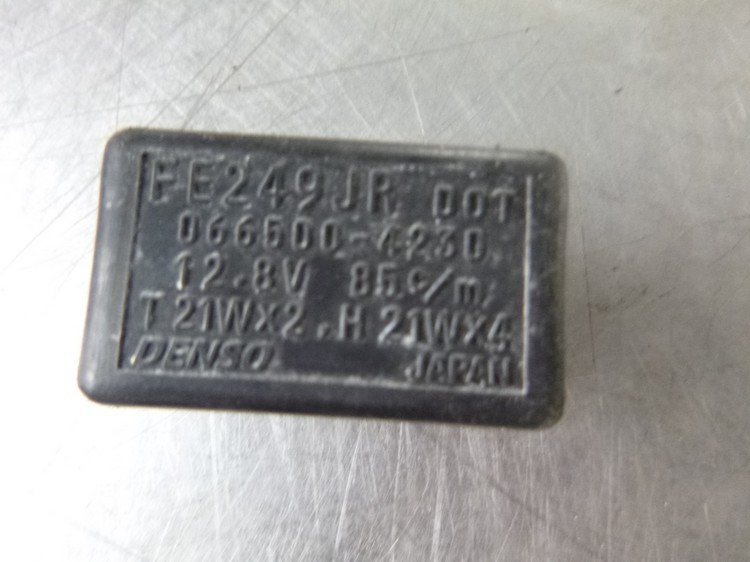 FE249JR DOT
066500-4230
12.8V 85c/m
T 21WX2 .H 21WX4
DENSO JAPAN